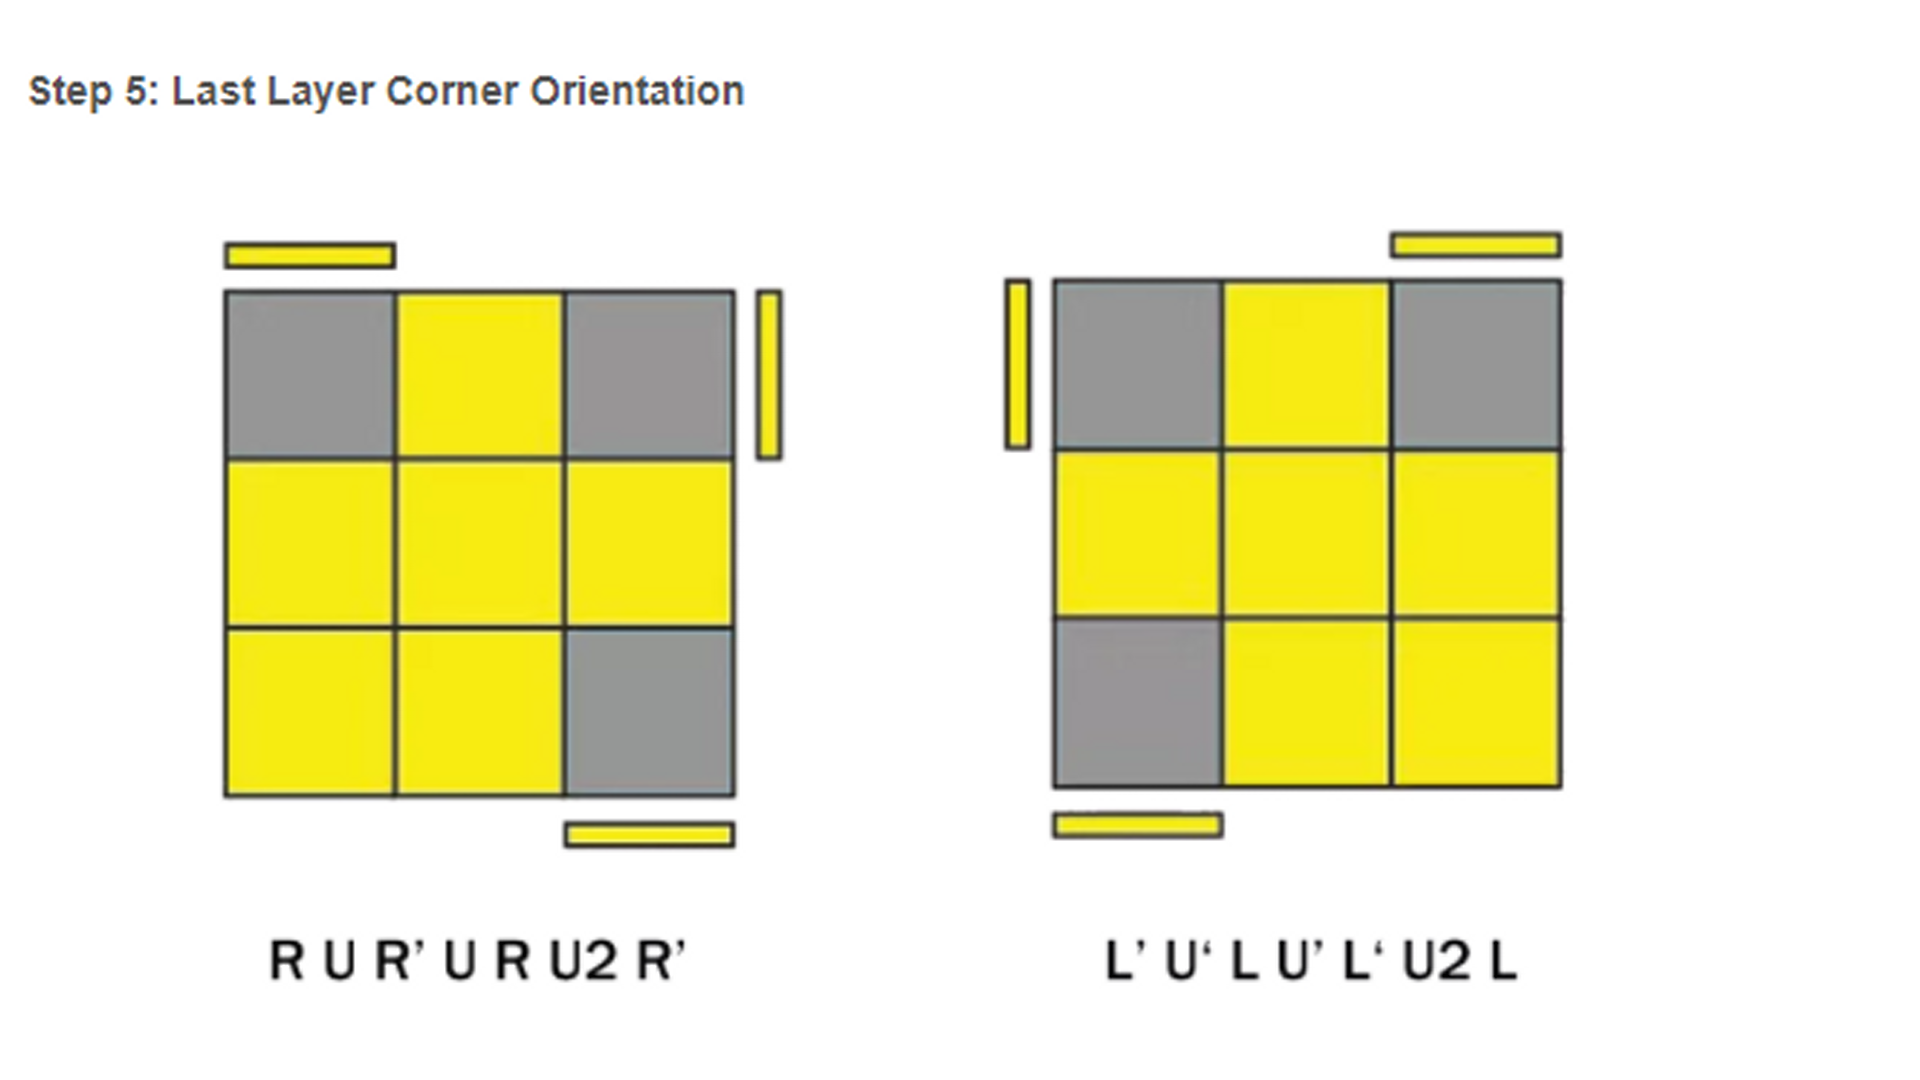 Step 5: Last Layer Corner Orientation
R U R’ U R U2 R’
L’ U‘ L U’ L‘ U2 L